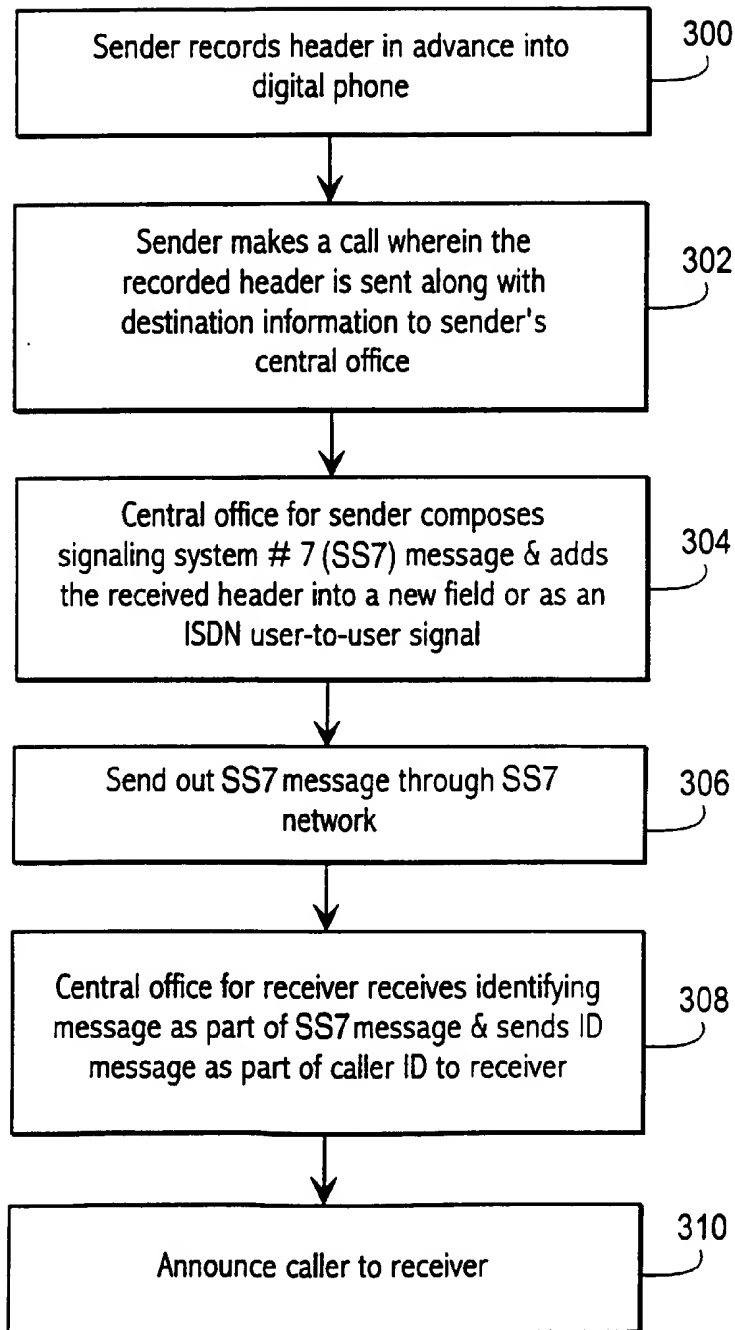 Sender records header in advance into
digital phone
300
Sender makes a call wherein the
recorded header is sent along with
destination information to sender's
central office
302
Central office for sender composes
signaling system # 7 (SS7) message & adds
the received header into a new field or as an
ISDN user-to-user signal
304
Send out SS7 message through SS7
network
306
Central office for receiver receives identifying
message as part of SS7 message & sends ID
message as part of caller ID to receiver
308
Announce caller to receiver
310